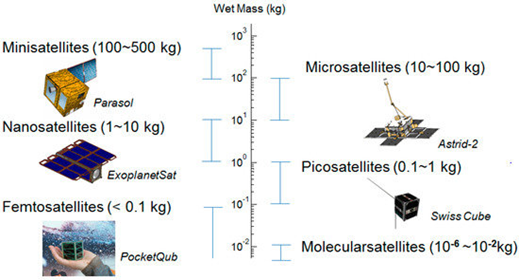 Wet Mass (kg)
Minisatellites (100~500 kg)
Parasol
Nanosatellites (1~10 kg)
ExoplanetSat
Femtosatellites (< 0.1 kg)
PocketQub
10³
10²
10¹
10⁰
10⁻¹
10⁻²
Microsatellites (10~100 kg)
Astrid-2
Picosatellites (0.1~1 kg)
Swiss Cube
Molecularsatellites (10⁻⁶ ~10⁻²kg)